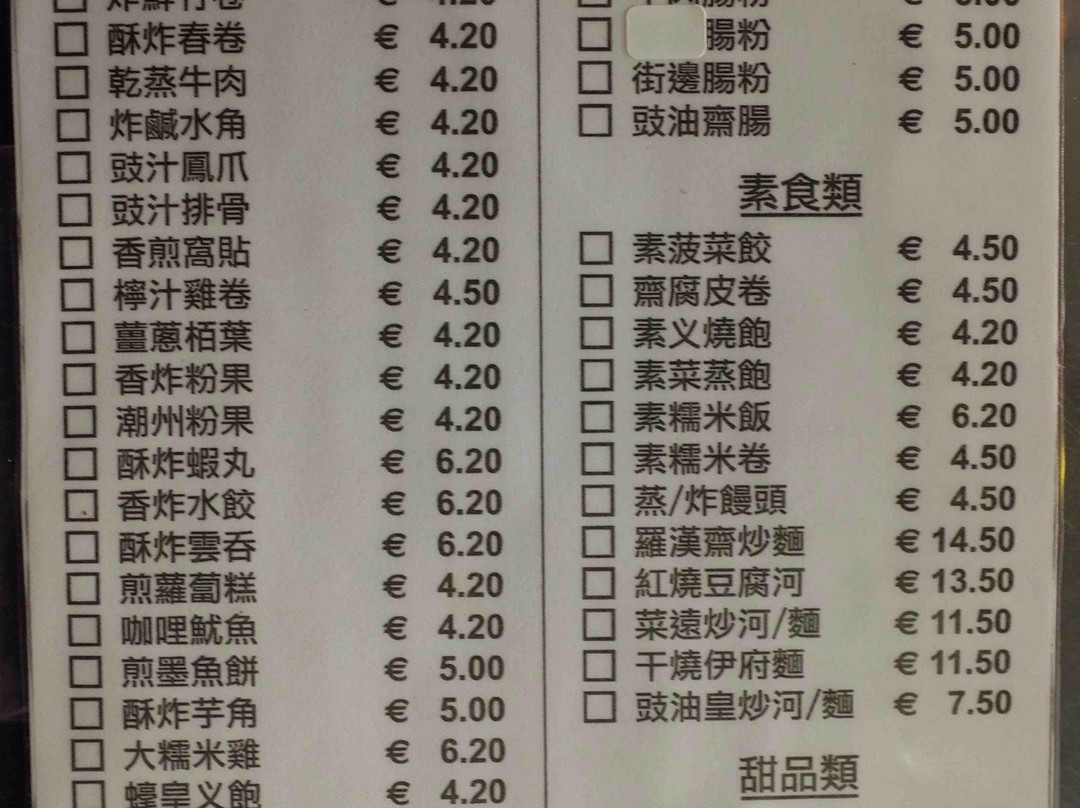 炸鮮竹卷 € 4.20
酥炸春卷 € 4.20
乾蒸牛肉 € 4.20
炸鹹水角 € 4.20
豉汁鳳爪 € 4.20
豉汁排骨 € 4.20
香煎窩貼 € 4.20
檸汁雞卷 € 4.50
薑蔥栢葉 € 4.20
香炸粉果 € 4.20
潮州粉果 € 4.20
酥炸蝦丸 € 6.20
香炸水餃 € 6.20
酥炸雲吞 € 6.20
煎蘿蔔糕 € 4.20
咖哩魷魚 € 4.20
煎墨魚餅 € 5.00
酥炸芋角 € 5.00
大糯米雞 € 6.20
蠔皇义飽 € 4.20
腸粉 € 5.00
街邊腸粉 € 5.00
豉油齋腸 € 5.00
素食類
素菠菜餃 € 4.50
齋腐皮卷 € 4.50
素义燒飽 € 4.20
素菜蒸飽 € 4.20
素糯米飯 € 6.20
素糯米卷 € 4.50
蒸/炸饅頭 € 4.50
羅漢齋炒麵 € 14.50
紅燒豆腐河 € 13.50
菜遠炒河/麵 € 11.50
干燒伊府麵 € 11.50
豉油皇炒河/麵 € 7.50
甜品類